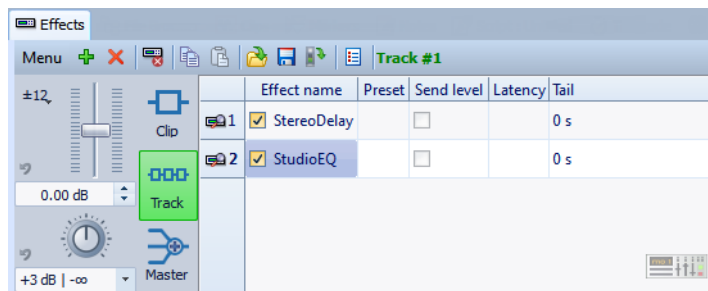 Effects
Menu Track #1
±12 Effect name Preset Send level Latency Tail
Clip 1 StereoDelay 0 s
2 StudioEQ 0 s
0.00 dB Track
+3 dB | -∞ Master